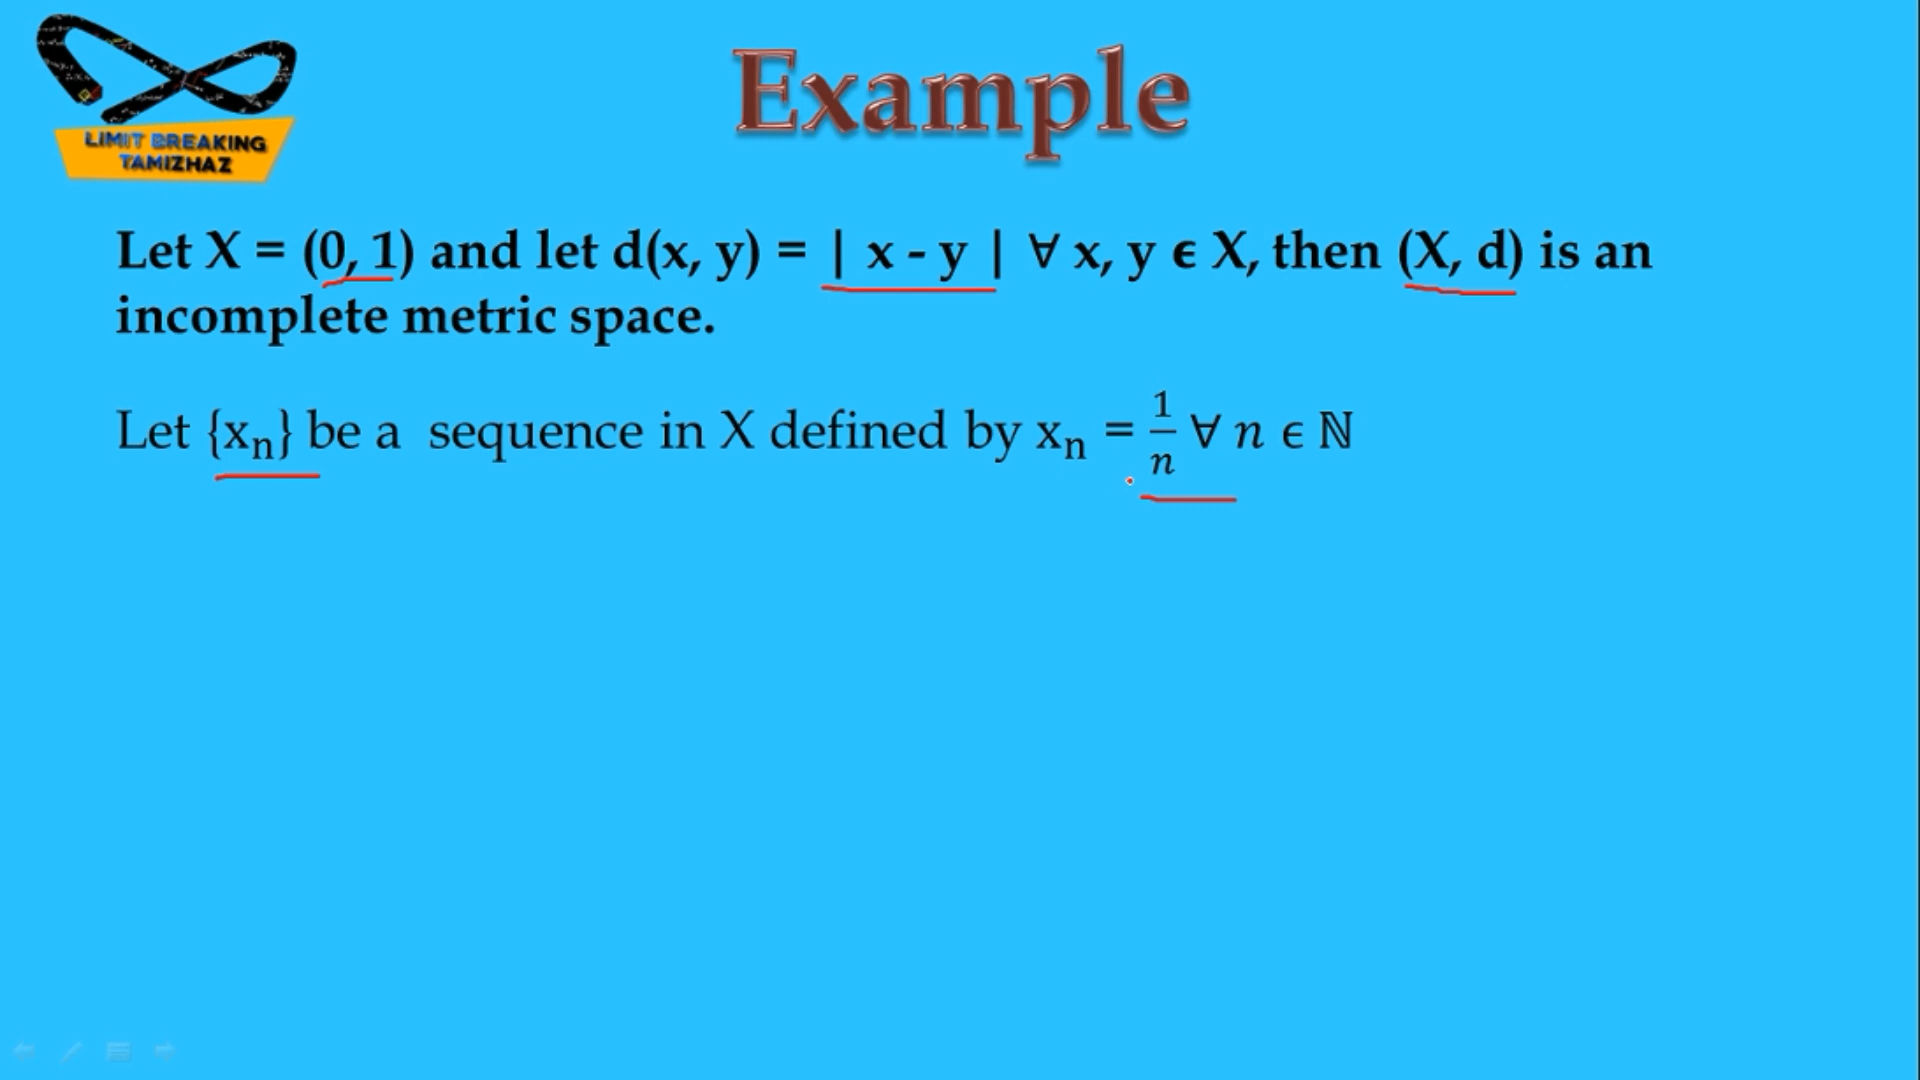 LIMIT BREAKING
TAMIZHAZ
Example
Let X = (0, 1) and let d(x, y) = | x - y | ∀ x, y ϵ X, then (X, d) is an
incomplete metric space.
Let {xₙ} be a sequence in X defined by xₙ = 1/n ∀ n ϵ ℕ